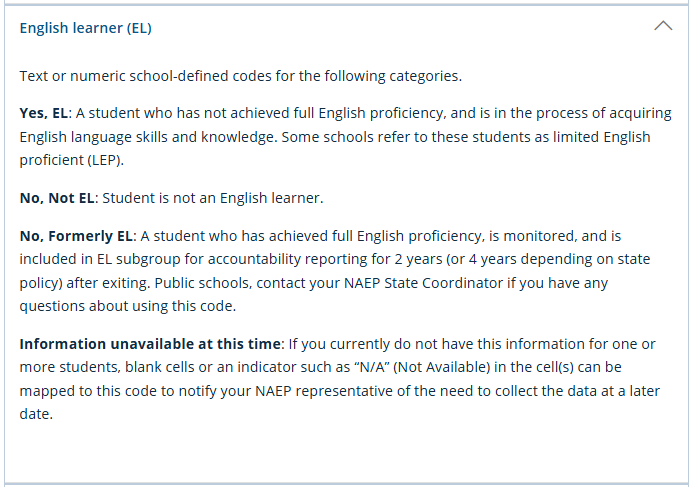 English learner (EL)
Text or numeric school-defined codes for the following categories.
Yes, EL: A student who has not achieved full English proficiency, and is in the process of acquiring
English language skills and knowledge. Some schools refer to these students as limited English
proficient (LEP).
No, Not EL: Student is not an English learner.
No, Formerly EL: A student who has achieved full English proficiency, is monitored, and is
included in EL subgroup for accountability reporting for 2 years (or 4 years depending on state
policy) after exiting. Public schools, contact your NAEP State Coordinator if you have any
questions about using this code.
Information unavailable at this time: If you currently do not have this information for one or
more students, blank cells or an indicator such as “N/A” (Not Available) in the cell(s) can be
mapped to this code to notify your NAEP representative of the need to collect the data at a later
date.